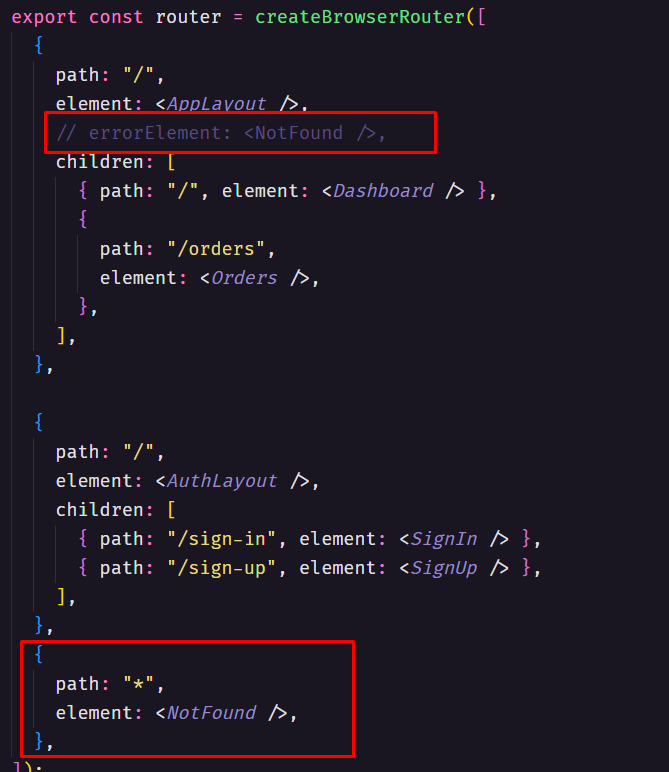 export const router = createBrowserRouter([
{
path: "/",
element: <AppLayout />,
// errorElement: <NotFound />,
children: [
{ path: "/", element: <Dashboard /> },
{
path: "/orders",
element: <Orders />,
},
],
},
{
path: "/",
element: <AuthLayout />,
children: [
{ path: "/sign-in", element: <SignIn /> },
{ path: "/sign-up", element: <SignUp /> },
],
},
{
path: "*",
element: <NotFound />,
},
]);